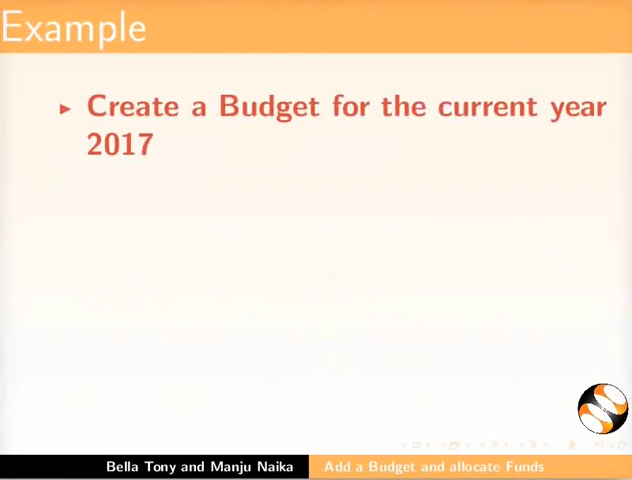 Example
Create a Budget for the current year
2017
Bella Tony and Manju Naika Add a Budget and allocate Funds